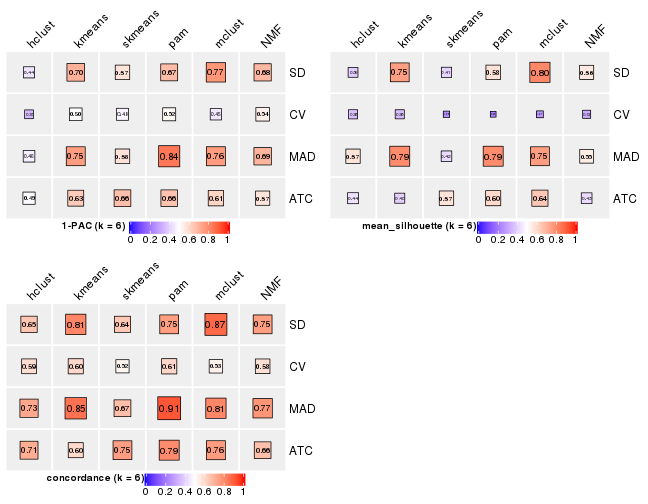 hclust kmeans skmeans pam mclust NMF
0.44 0.70 0.57 0.67 0.77 0.68 SD
0.50 0.52 0.54 CV
0.75 0.58 0.84 0.76 0.69 MAD
0.49 0.63 0.66 0.66 0.61 0.57 ATC
1-PAC (k = 6)
0 0.2 0.4 0.6 0.8 1
hclust kmeans skmeans pam mclust NMF
0.75 0.58 0.80 0.56 SD
CV
0.57 0.79 0.79 0.75 0.55 MAD
0.44 0.57 0.60 0.64 ATC
mean_silhouette (k = 6)
0 0.2 0.4 0.6 0.8 1
hclust kmeans skmeans pam mclust NMF
0.65 0.81 0.64 0.75 0.87 0.75 SD
0.59 0.60 0.52 0.61 0.53 0.58 CV
0.73 0.85 0.67 0.91 0.81 0.77 MAD
0.71 0.60 0.75 0.79 0.76 0.66 ATC
concordance (k = 6)
0 0.2 0.4 0.6 0.8 1